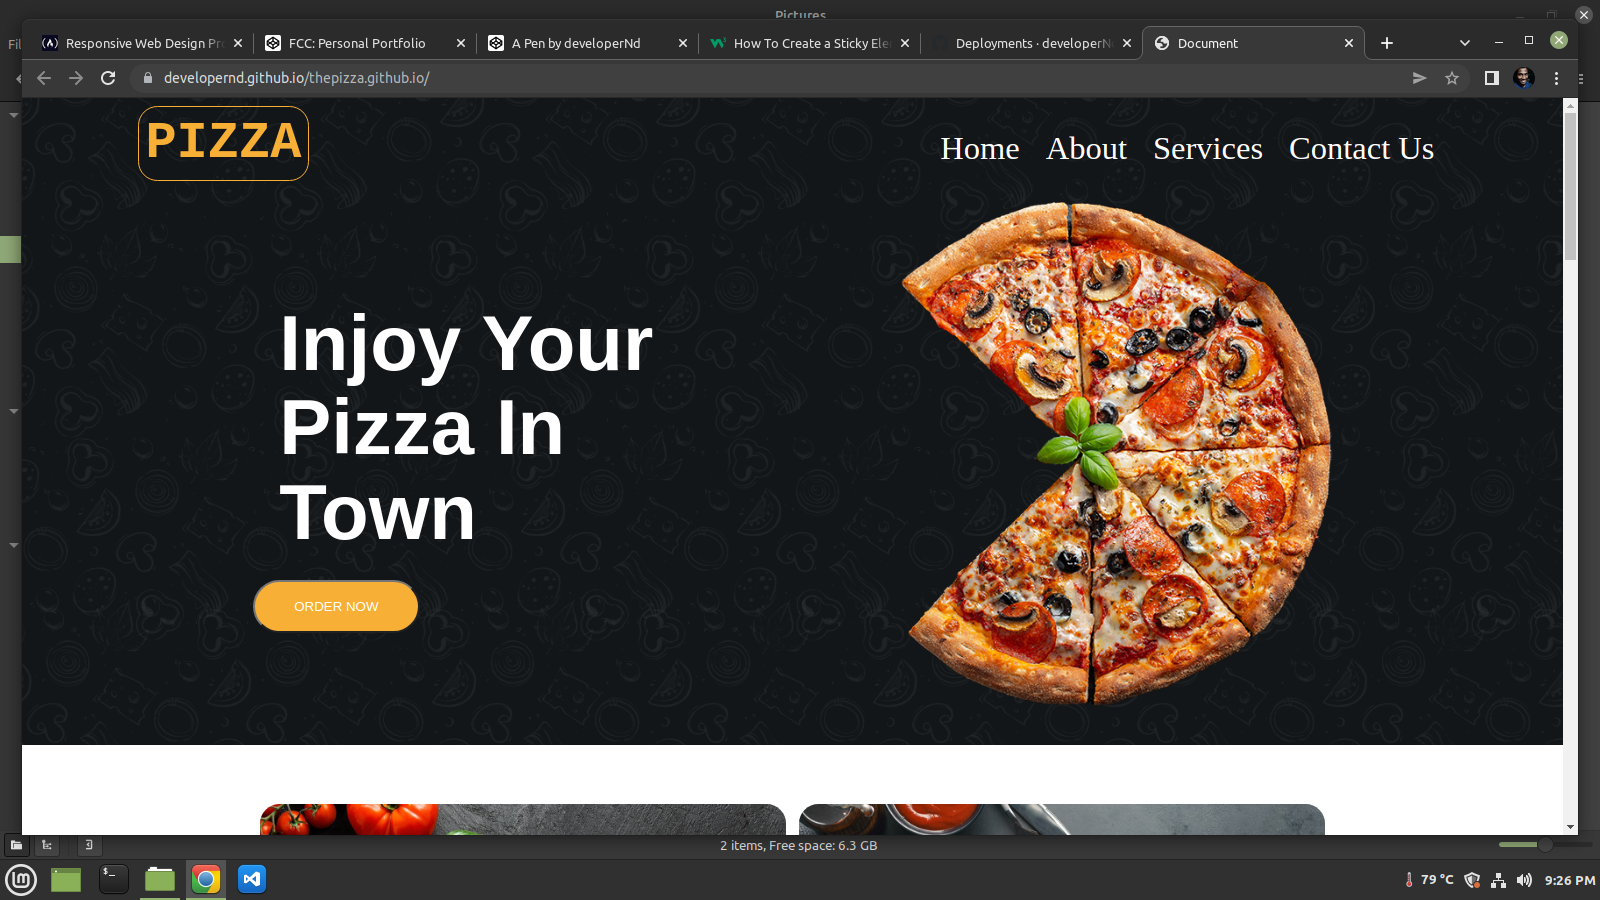 Pictures
Fil
Responsive Web Design Pr
FCC: Personal Portfolio
A Pen by developerNd
How To Create a Sticky Ele
Deployments · developerN
Document
developernd.github.io/thepizza.github.io/
PIZZA
Home About Services Contact Us
Injoy Your
Pizza In
Town
ORDER NOW
2 items, Free space: 6.3 GB
79 °C
9:26 PM